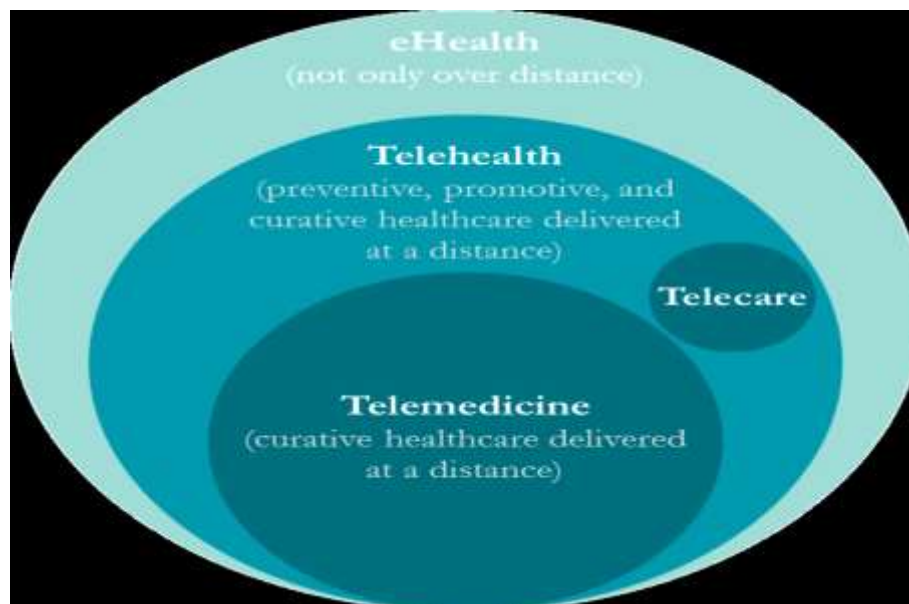 eHealth
(not only over distance)
Telehealth
(preventive, promotive, and
curative healthcare delivered
at a distance)
Telecare
Telemedicine
(curative healthcare delivered
at a distance)